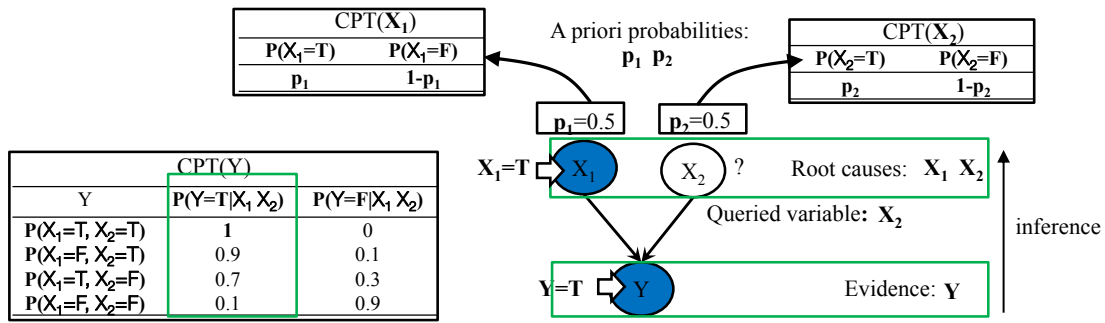 CPT(X₁)
P(X₁=T) P(X₁=F)
p₁ 1-p₁
A priori probabilities:
p₁ p₂
CPT(X₂)
P(X₂=T) P(X₂=F)
p₂ 1-p₂
p₁=0.5 p₂=0.5
X₁=T X₁ X₂ ? Root causes: X₁ X₂
Queried variable: X₂
inference
Y=T Y Evidence: Y
CPT(Y)
Y P(Y=T|X₁ X₂) P(Y=F|X₁ X₂)
P(X₁=T, X₂=T) 1 0
P(X₁=F, X₂=T) 0.9 0.1
P(X₁=T, X₂=F) 0.7 0.3
P(X₁=F, X₂=F) 0.1 0.9